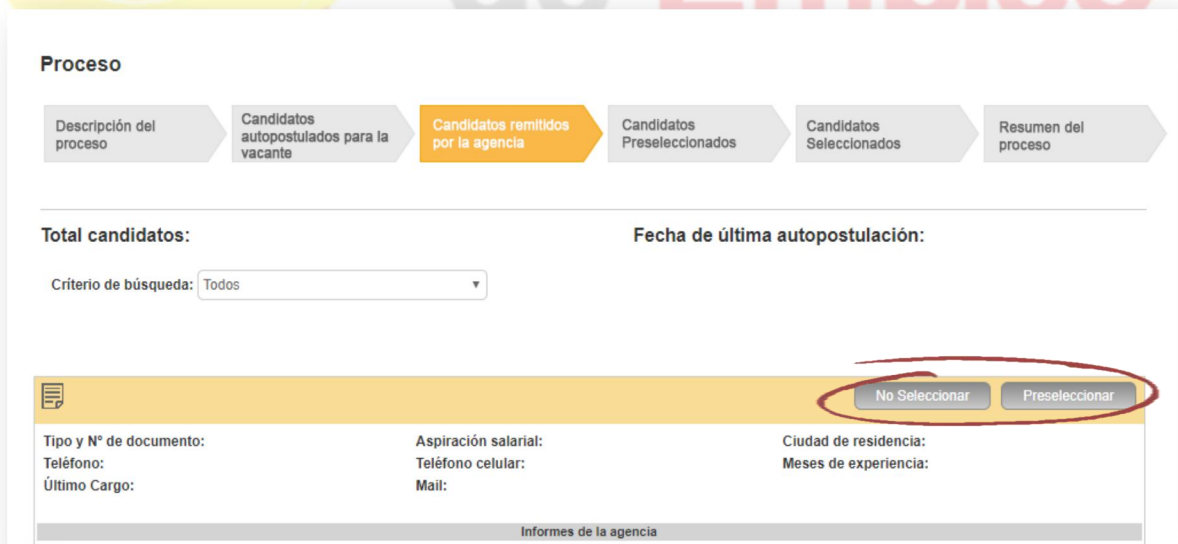 Proceso
Descripción del
proceso
Candidatos
autopostulados para la
vacante
Candidatos remitidos
por la agencia
Candidatos
Preseleccionados
Candidatos
Seleccionados
Resumen del
proceso
Total candidatos:
Fecha de última autopostulación:
Críterio de búsqueda: Todos
No Seleccionar
Preseleccionar
Tipo y Nº de documento:
Aspiración salarial:
Ciudad de residencia:
Teléfono:
Teléfono celular:
Meses de experiencia:
Último Cargo:
Mail:
Informes de la agencia